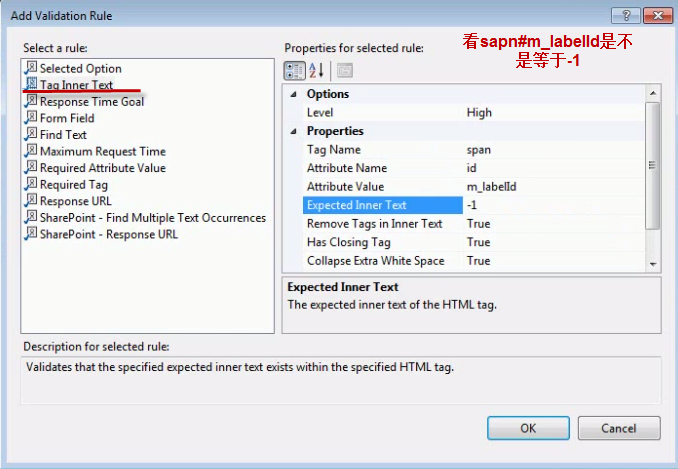 Add Validation Rule
Select a rule:
Selected Option
Tag Inner Text
Response Time Goal
Form Field
Find Text
Maximum Request Time
Required Attribute Value
Required Tag
Response URL
SharePoint - Find Multiple Text Occurrences
SharePoint - Response URL
Properties for selected rule:
看sapn#m_labelId是不
是等于-1
Options
Level High
Properties
Tag Name span
Attribute Name id
Attribute Value m_labelId
Expected Inner Text -1
Remove Tags in Inner Text True
Has Closing Tag True
Collapse Extra White Space True
Expected Inner Text
The expected inner text of the HTML tag.
Description for selected rule:
Validates that the specified expected inner text exists within the specified HTML tag.
OK Cancel